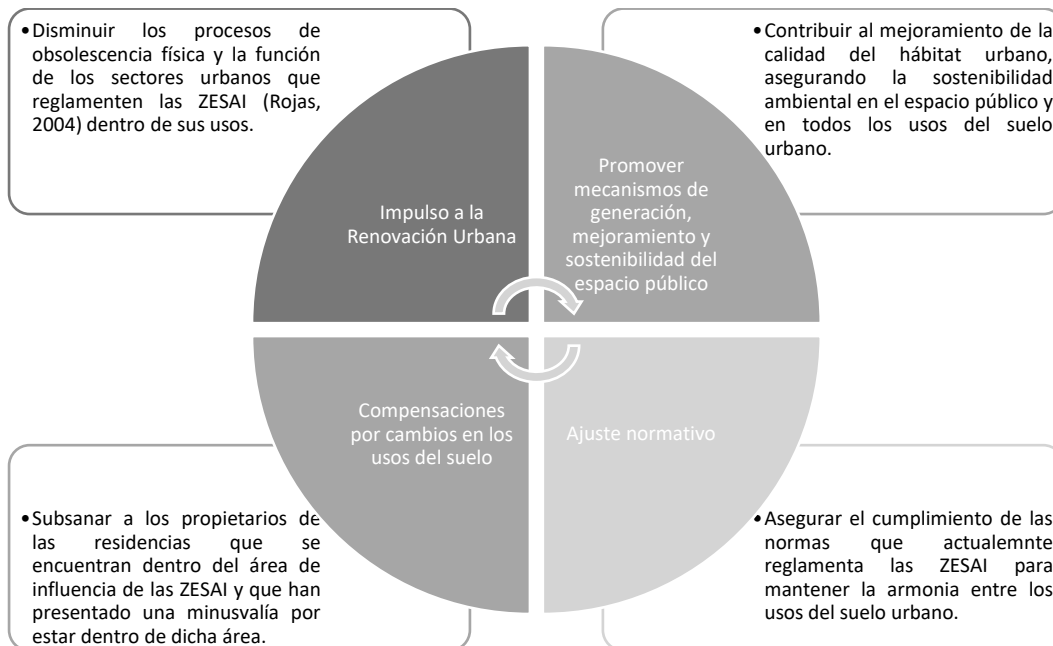 •Disminuir los procesos de
obsolescencia física y la función
de los sectores urbanos que
reglamenten las ZESAI (Rojas,
2004) dentro de sus usos.
•Contribuir al mejoramiento de la
calidad del hábitat urbano,
asegurando la sostenibilidad
ambiental en el espacio público y
en todos los usos del suelo
urbano.
Impulso a la
Renovación Urbana
Promover
mecanismos de
generación,
mejoramiento y
sostenibilidad del
espacio público
Compensaciones
por cambios en los
usos del suelo
Ajuste normativo
•Subsanar a los propietarios de
las residencias que se
encuentran dentro del área de
influencia de las ZESAI y que han
presentado una minusvalía por
estar dentro de dicha área.
•Asegurar el cumplimiento de las
normas que actualemnte
reglamenta las ZESAI para
mantener la armonia entre los
usos del suelo urbano.